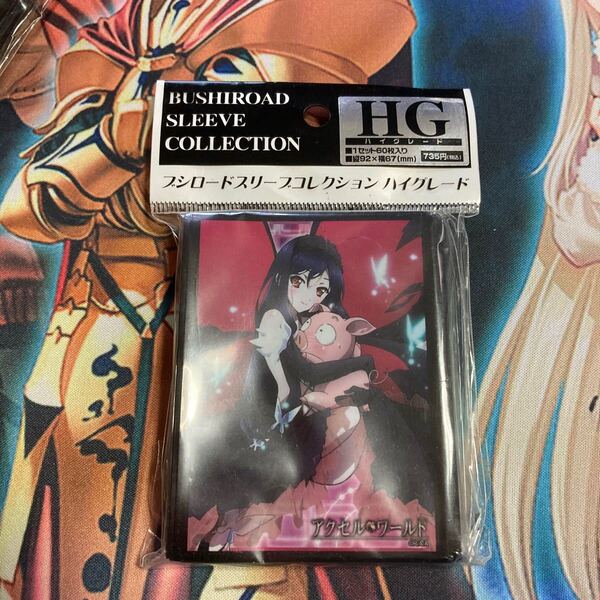 BUSHIROAD
SLEEVE
COLLECTION
HG
ハイグレード
■1セット60枚入り
■縦92×横67(mm)
735円(税込)
ブシロードスリーブコレクション ハイグレード
アクセル・ワールド